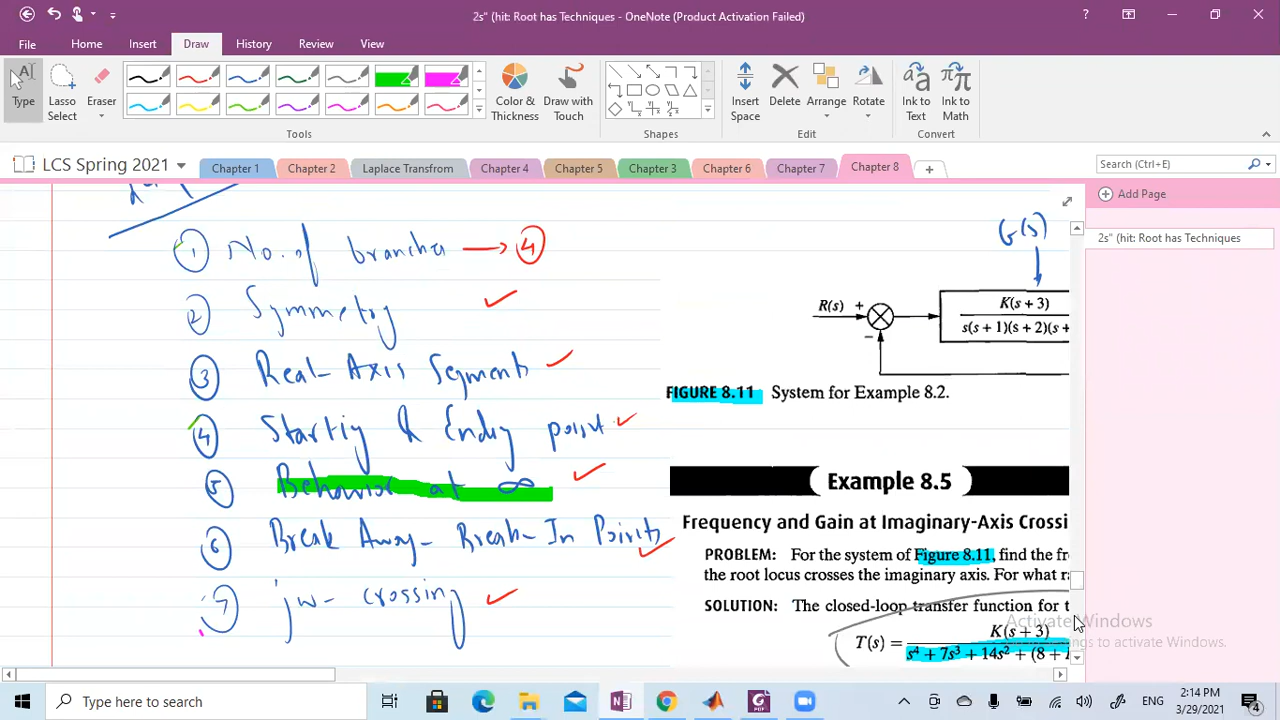 2s" (hit: Root has Techniques - OneNote (Product Activation Failed)
File Home Insert Draw History Review View
Type
Lasso Select
Eraser
Color & Thickness
Draw with Touch
Insert Space
Delete
Arrange
Rotate
Ink to Text
Ink to Math
Tools Shapes Edit Convert
LCS Spring 2021
Chapter 1 Chapter 2 Laplace Transfrom Chapter 4 Chapter 5 Chapter 3 Chapter 6 Chapter 7 Chapter 8
Search (Ctrl+E)
Add Page
2s" (hit: Root has Techniques
① No. of branches → ④
② Symmetry ✓
③ Real-Axis Segments ✓
④ Starting & Ending point ✓
⑤ Behavior at ∞ ✓
⑥ Break Away - Break-In Points ✓
⑦ jw- crossing ✓
G(s)
R(s) +
−
K(s + 3)
s(s + 1)(s + 2)(s +
FIGURE 8.11 System for Example 8.2.
Example 8.5
Frequency and Gain at Imaginary-Axis Crossi
PROBLEM: For the system of Figure 8.11, find the fre
the root locus crosses the imaginary axis. For what ra
SOLUTION: The closed-loop transfer function for t
T(s) = K(s + 3)
s⁴ + 7s³ + 14s² + (8 +
Activate Windows
to activate Windows.
Type here to search
ENG
2:14 PM
3/29/2021
4